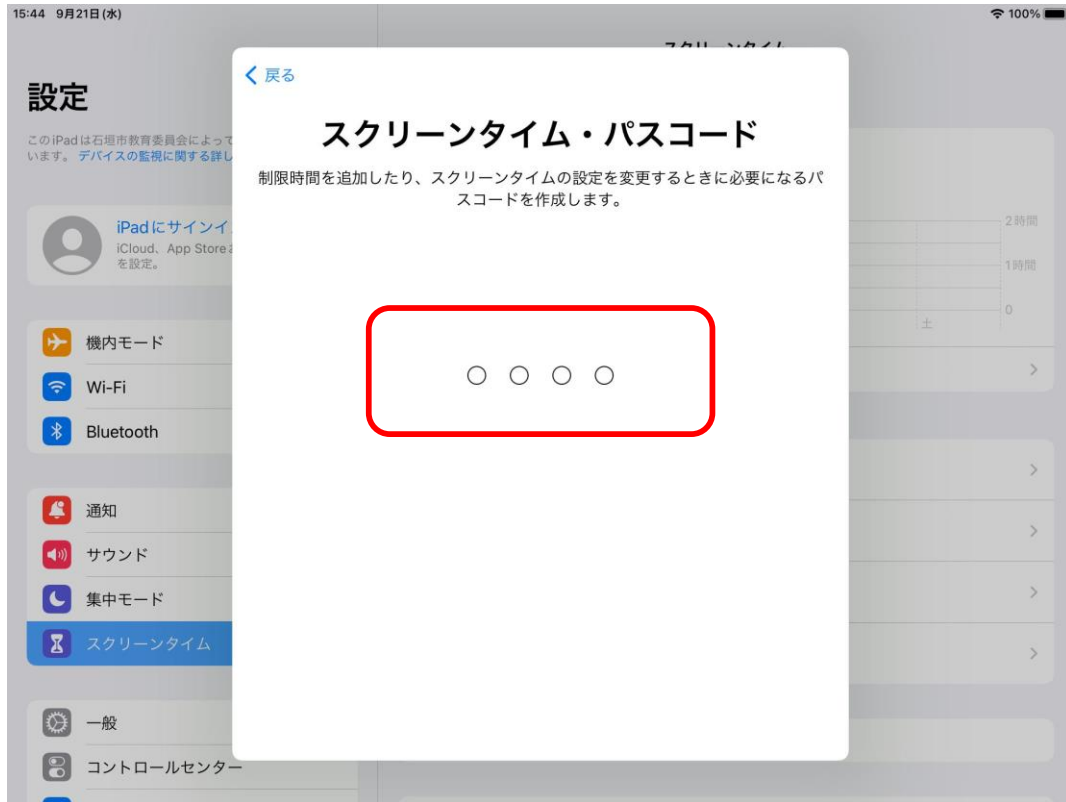 15:44 9月21日(水)
100%
設定
このiPadは石垣市教育委員会によって
います。デバイスの監視に関する詳し
iPadにサインイ
iCloud、App Store
を設定。
機内モード
Wi-Fi
Bluetooth
通知
サウンド
集中モード
スクリーンタイム
一般
コントロールセンター
スクリーンタイム
戻る
スクリーンタイム・パスコード
制限時間を追加したり、スクリーンタイムの設定を変更するときに必要になるパ
スコードを作成します。
2時間
1時間
0
土